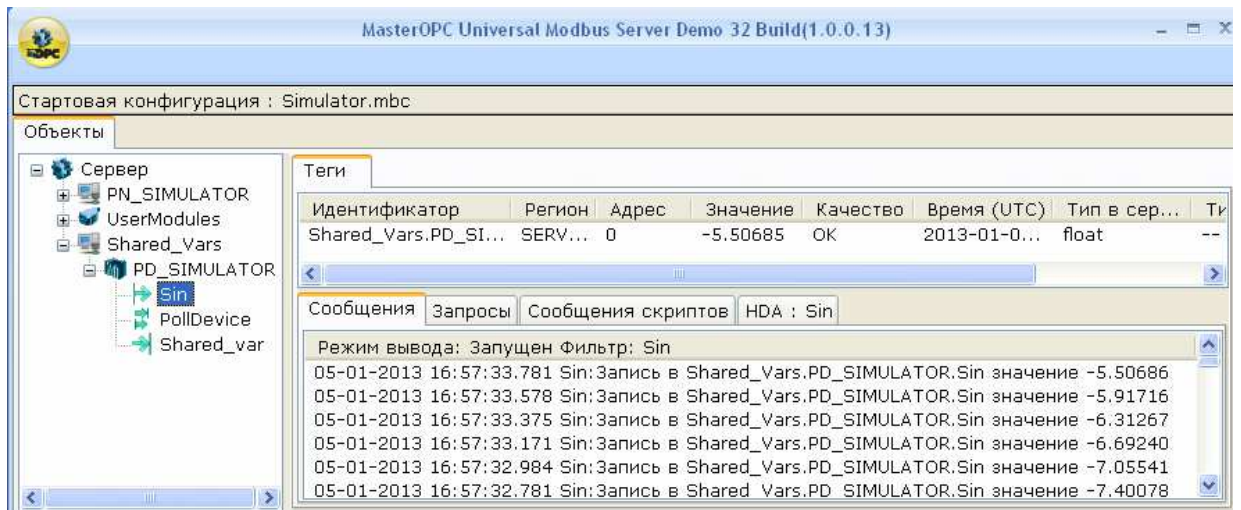 MasterOPC Universal Modbus Server Demo 32 Build(1.0.0.13)
OPC
Стартовая конфигурация : Simulator.mbc
Объекты
Сервер
PN_SIMULATOR
UserModules
Shared_Vars
PD_SIMULATOR
Sin
PollDevice
Shared_var
Теги
Идентификатор Регион Адрес Значение Качество Время (UTC) Тип в сер... Ти
Shared_Vars.PD_SI... SERV... 0 -5.50685 OK 2013-01-0... float --
Сообщения Запросы Сообщения скриптов HDA : Sin
Режим вывода: Запущен Фильтр: Sin
05-01-2013 16:57:33.781 Sin:Запись в Shared_Vars.PD_SIMULATOR.Sin значение -5.50686
05-01-2013 16:57:33.578 Sin:Запись в Shared_Vars.PD_SIMULATOR.Sin значение -5.91716
05-01-2013 16:57:33.375 Sin:Запись в Shared_Vars.PD_SIMULATOR.Sin значение -6.31267
05-01-2013 16:57:33.171 Sin:Запись в Shared_Vars.PD_SIMULATOR.Sin значение -6.69240
05-01-2013 16:57:32.984 Sin:Запись в Shared_Vars.PD_SIMULATOR.Sin значение -7.05541
05-01-2013 16:57:32.781 Sin:Запись в Shared_Vars.PD_SIMULATOR.Sin значение -7.40078